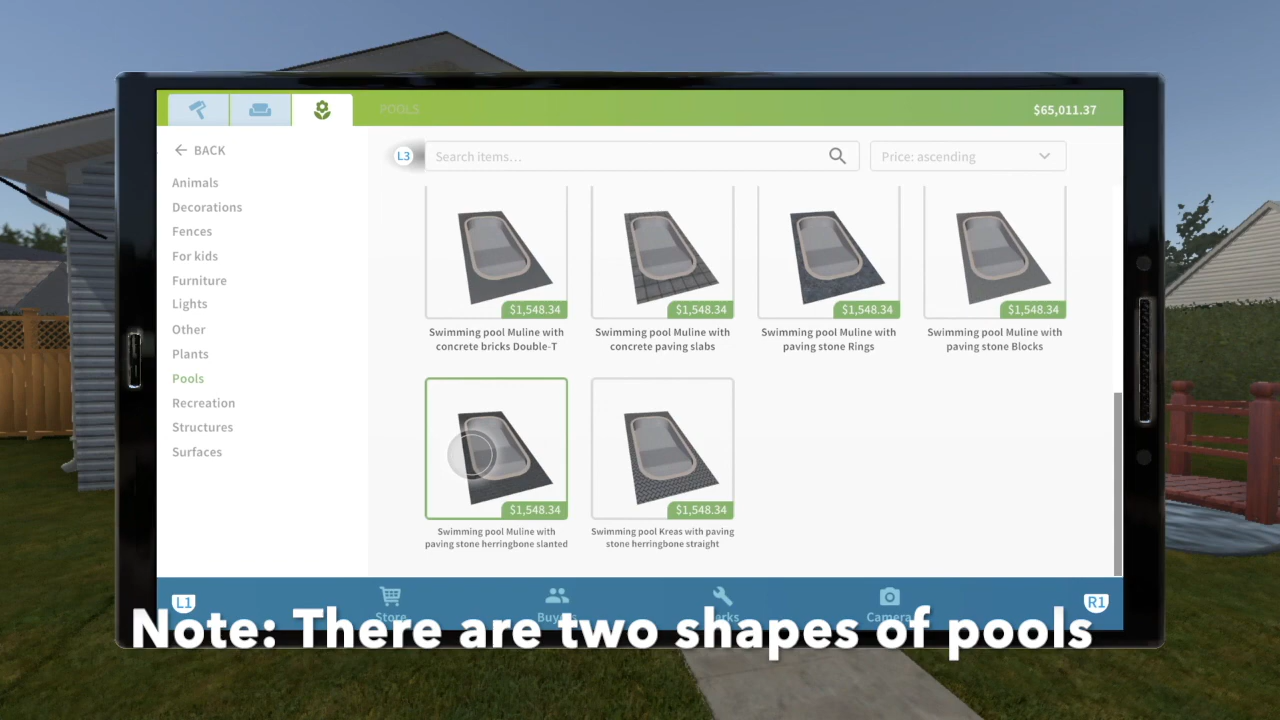 POOLS
$65,011.37
BACK
L3
Search items...
Price: ascending
Animals
Decorations
Fences
For kids
Furniture
Lights
Other
Plants
Pools
Recreation
Structures
Surfaces
$1,548.34
$1,548.34
$1,548.34
$1,548.34
Swimming pool Muline with
concrete bricks Double-T
Swimming pool Muline with
concrete paving slabs
Swimming pool Muline with
paving stone Rings
Swimming pool Muline with
paving stone Blocks
$1,548.34
$1,548.34
Swimming pool Muline with
paving stone herringbone slanted
Swimming pool Kreas with paving
stone herringbone straight
L1
Store
Camera
R1
Note: There are two shapes of pools